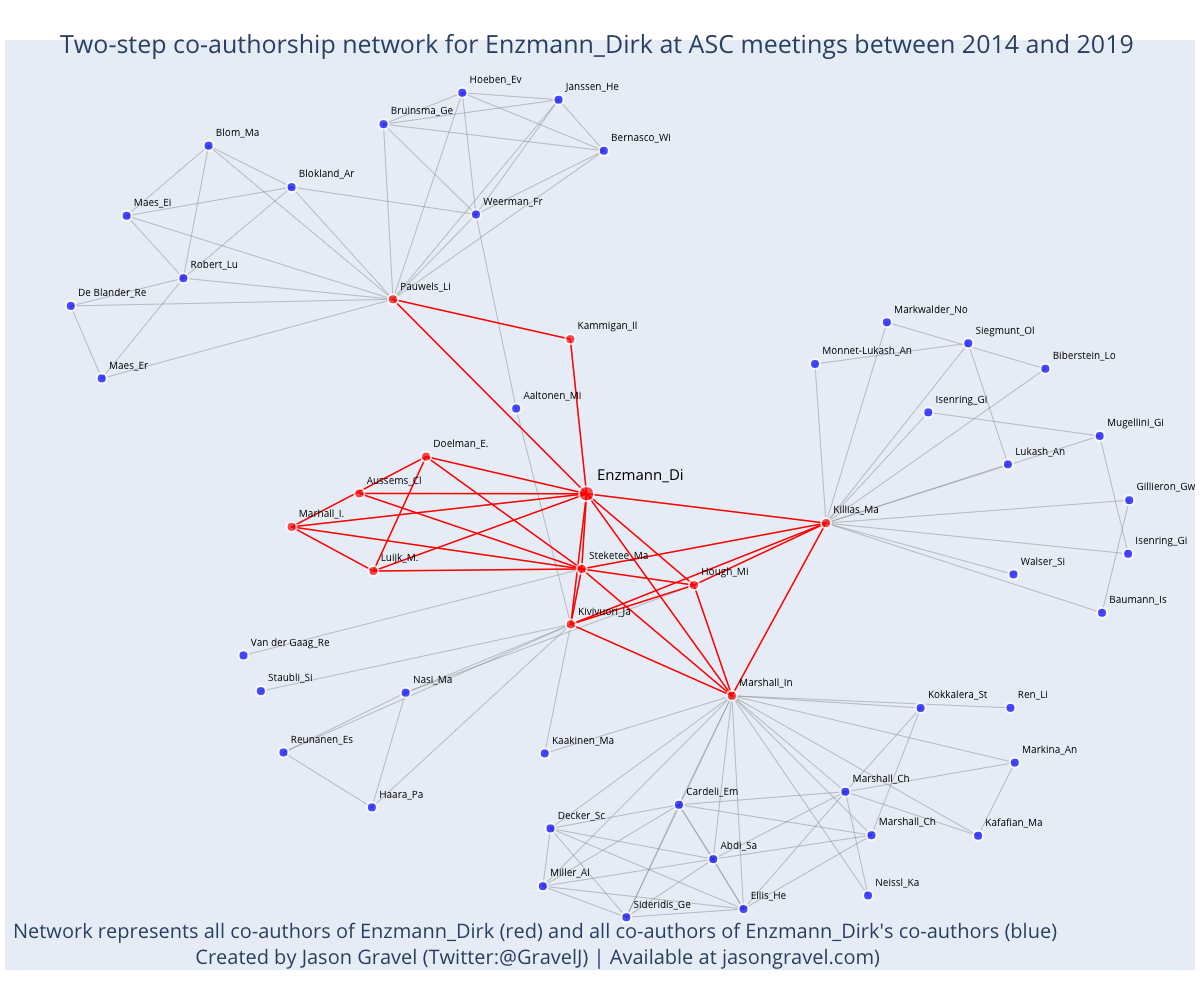 Two-step co-authorship network for Enzmann_Dirk at ASC meetings between 2014 and 2019
Hoeben_Ev
Janssen_He
Bruinsma_Ge
Blom_Ma
Bernasco_Wi
Blokland_Ar
Maes_Ei
Weerman_Fr
Robert_Lu
De Blander_Re
Pauwels_Li
Markwalder_No
Kammigan_Il
Siegmunt_Ol
Monnet-Lukash_An
Biberstein_Lo
Maes_Er
Aaltonen_Mi
Isenring_Gi
Mugellini_Gi
Doelman_E.
Lukash_An
Enzmann_Di
Aussems_Cl
Gillieron_Gw
Marhall_I.
Killias_Ma
Isenring_Gi
Luijk_M.
Steketee_Ma
Walser_Si
Hough_Mi
Baumann_Is
Kivivuori_Ja
Van der Gaag_Re
Staubli_Si
Nasi_Ma
Marshall_In
Kokkalera_St
Ren_Li
Reunanen_Es
Kaakinen_Ma
Markina_An
Marshall_Ch
Haara_Pa
Cardeli_Em
Decker_Sc
Marshall_Ch
Kafafian_Ma
Abdi_Sa
Miller_Al
Neissl_Ka
Ellis_He
Sideridis_Ge
Network represents all co-authors of Enzmann_Dirk (red) and all co-authors of Enzmann_Dirk's co-authors (blue)
Created by Jason Gravel (Twitter:@GravelJ) | Available at jasongravel.com)